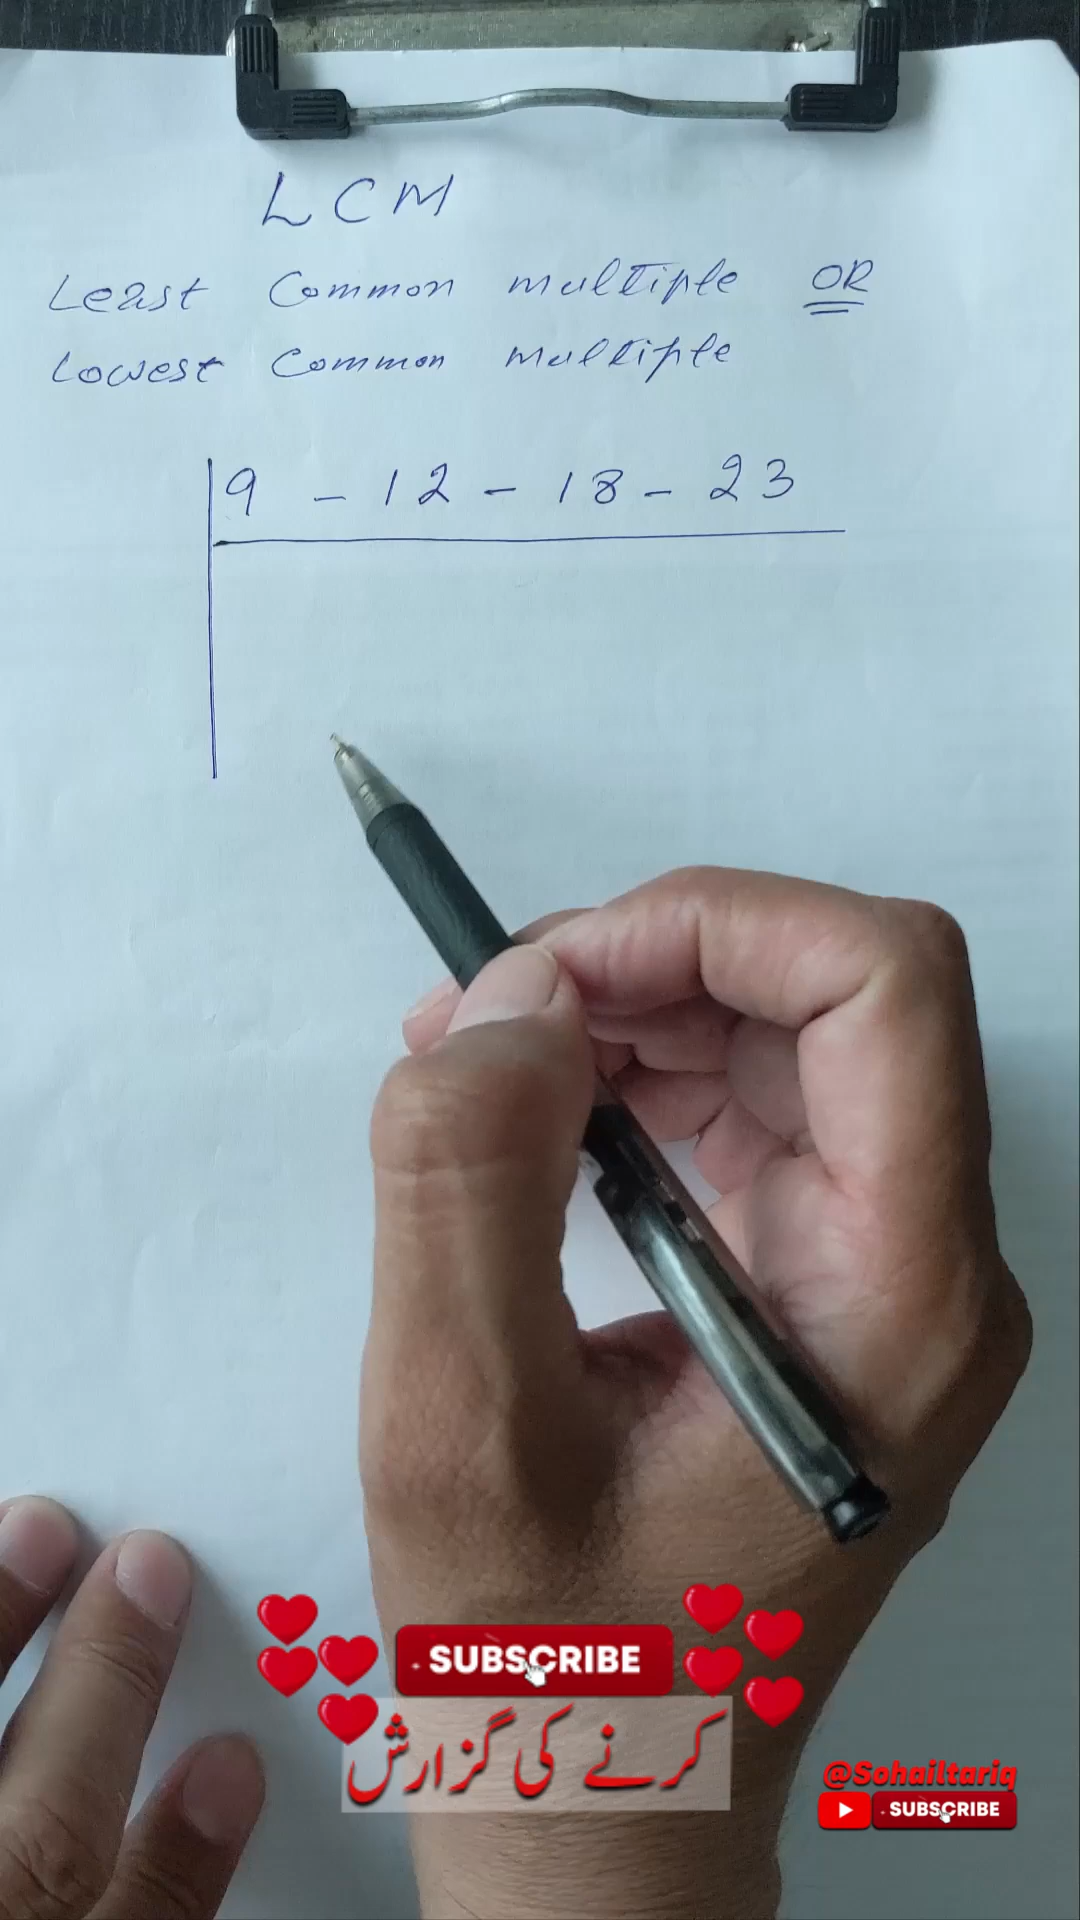 LCM
Least Common multiple OR
Lowest Common multiple
9 - 12 - 18 - 23
SUBSCRIBE
کرنے کی گزارش
@Sohailtariq
SUBSCRIBE